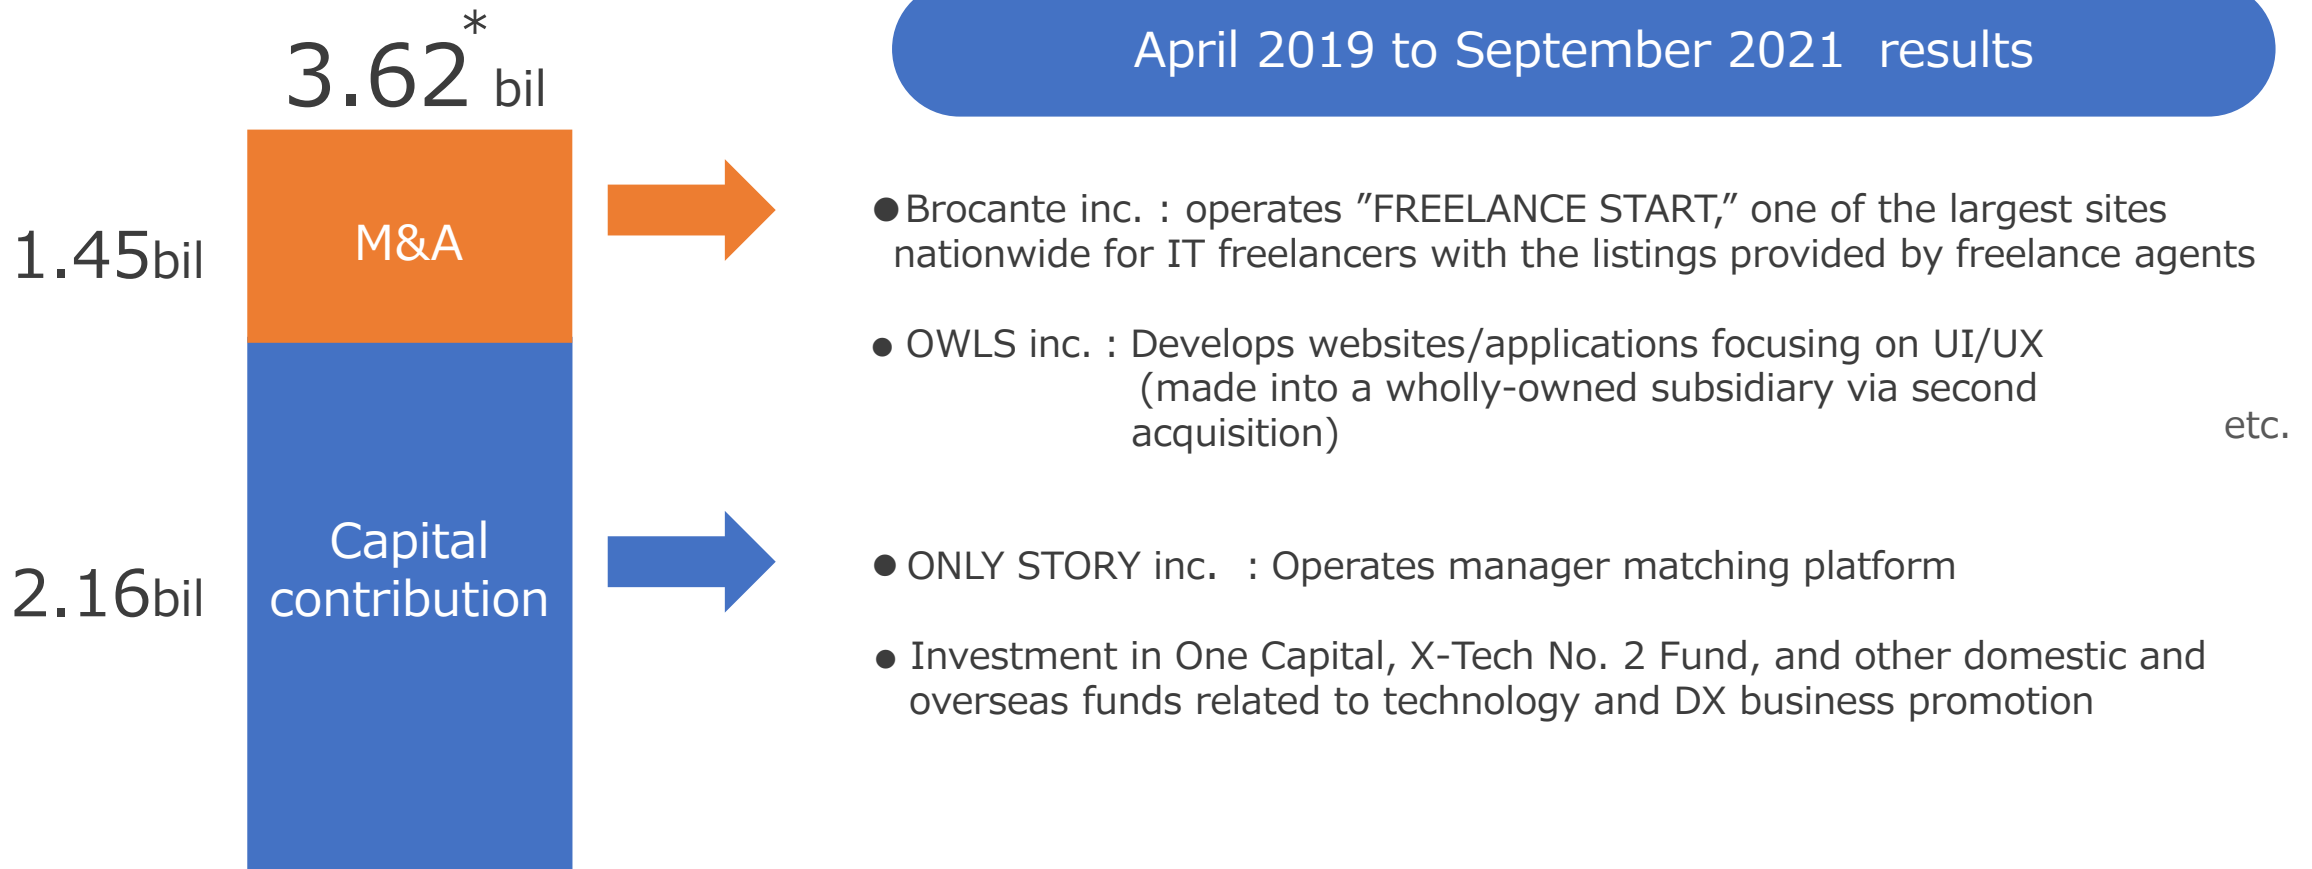 3.62* bil
1.45bil
M&A
2.16bil
Capital
contribution
April 2019 to September 2021 results
●Brocante inc. : operates ”FREELANCE START,” one of the largest sites
nationwide for IT freelancers with the listings provided by freelance agents
● OWLS inc. : Develops websites/applications focusing on UI/UX
(made into a wholly-owned subsidiary via second
acquisition)
etc.
● ONLY STORY inc. : Operates manager matching platform
● Investment in One Capital, X-Tech No. 2 Fund, and other domestic and
overseas funds related to technology and DX business promotion